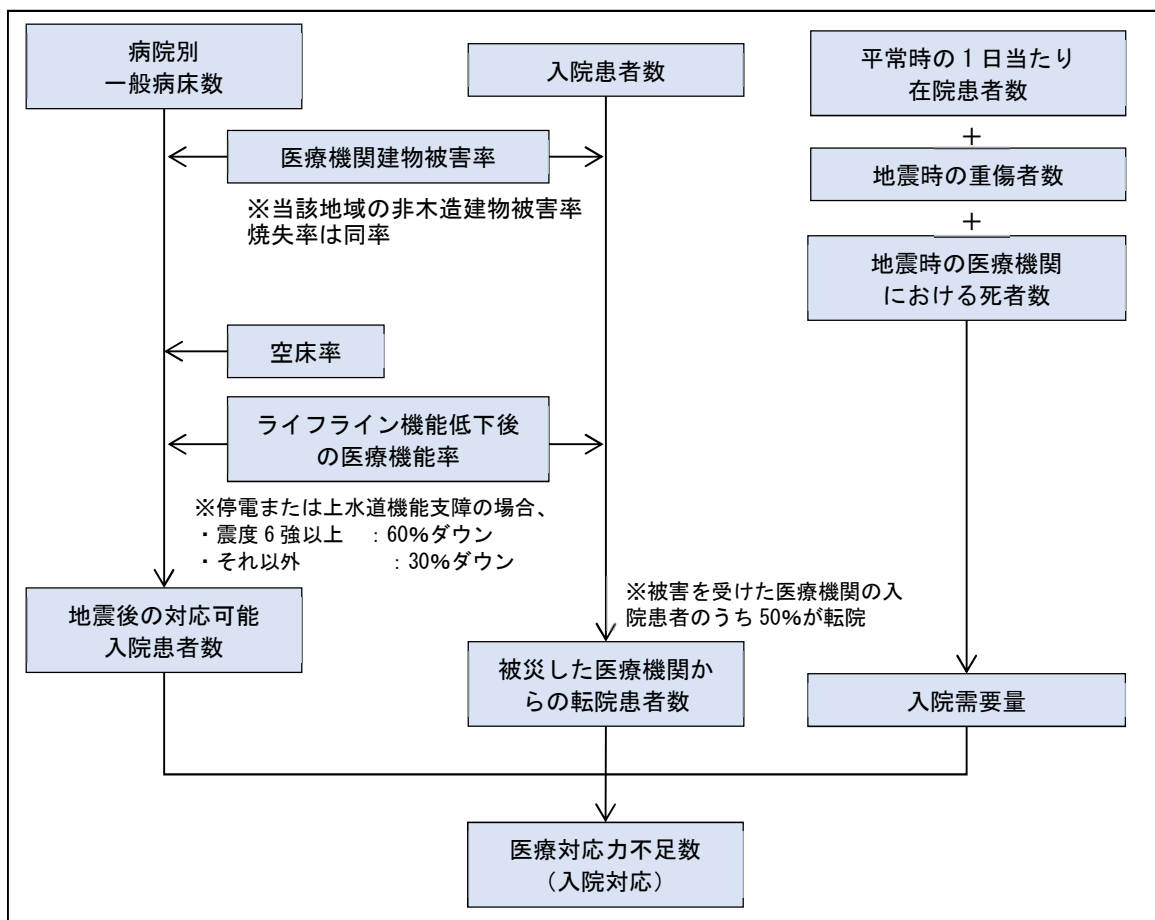 病院別
一般病床数
入院患者数
平常時の1日当たり
在院患者数
+
医療機関建物被害率
地震時の重傷者数
※当該地域の非木造建物被害率
焼失率は同率
+
地震時の医療機関
における死者数
空床率
ライフライン機能低下後
の医療機能率
※停電または上水道機能支障の場合、
・震度6強以上 :60%ダウン
・それ以外 :30%ダウン
※被害を受けた医療機関の入
院患者のうち50%が転院
地震後の対応可能
入院患者数
被災した医療機関か
らの転院患者数
入院需要量
医療対応力不足数
(入院対応)